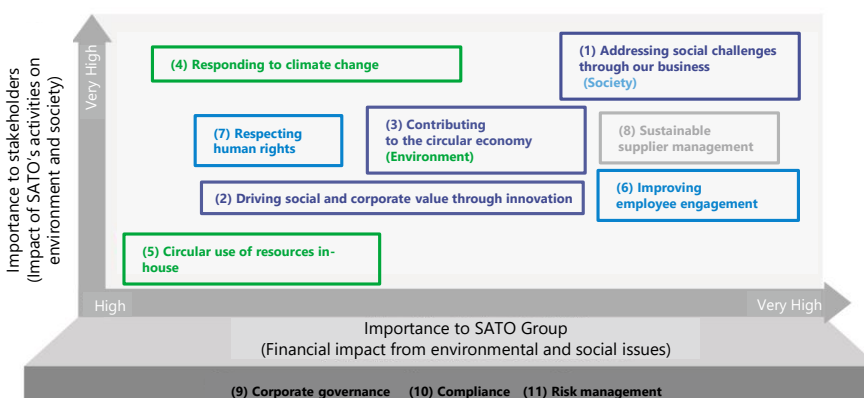 Importance to stakeholders
(Impact of SATO's activities on
environment and society)
Very High
(4) Responding to climate change
(1) Addressing social challenges
through our business
(Society)
(7) Respecting
human rights
(3) Contributing
to the circular economy
(Environment)
(8) Sustainable
supplier management
(2) Driving social and corporate value through innovation
(6) Improving
employee engagement
(5) Circular use of resources in-
house
High
Very High
Importance to SATO Group
(Financial impact from environmental and social issues)
(9) Corporate governance (10) Compliance (11) Risk management